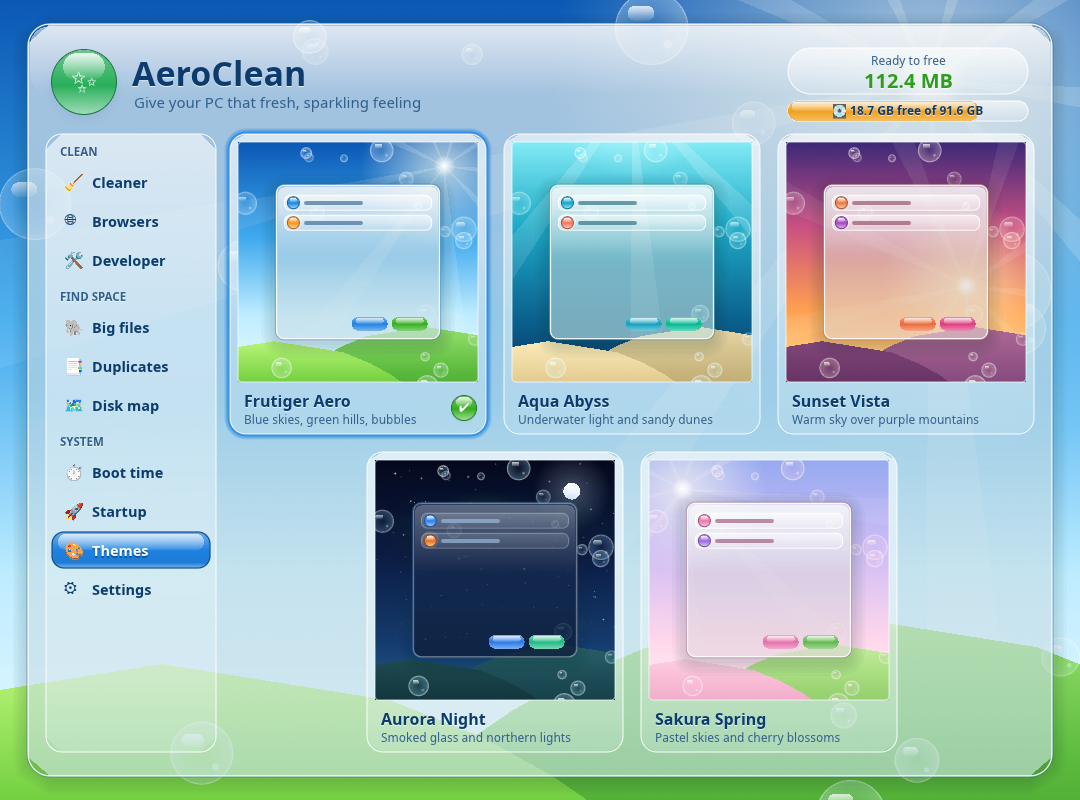 AeroClean
Give your PC that fresh, sparkling feeling
Ready to free
112.4 MB
18.7 GB free of 91.6 GB
CLEAN
Cleaner
Browsers
Developer
FIND SPACE
Big files
Duplicates
Disk map
SYSTEM
Boot time
Startup
Themes
Settings
Frutiger Aero
Blue skies, green hills, bubbles
Aqua Abyss
Underwater light and sandy dunes
Sunset Vista
Warm sky over purple mountains
Aurora Night
Smoked glass and northern lights
Sakura Spring
Pastel skies and cherry blossoms